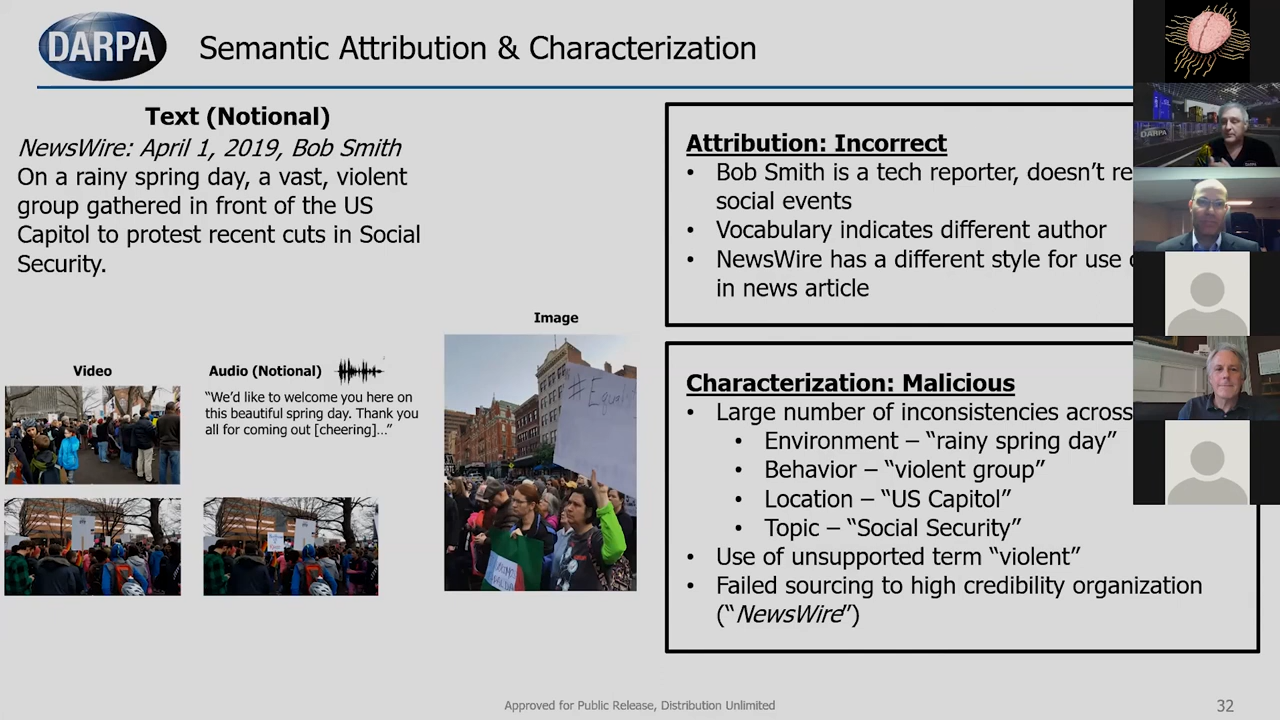 DARPA
Semantic Attribution & Characterization
Text (Notional)
NewsWire: April 1, 2019, Bob Smith
On a rainy spring day, a vast, violent
group gathered in front of the US
Capitol to protest recent cuts in Social
Security.
Video
Audio (Notional)
“We’d like to welcome you here on
this beautiful spring day. Thank you
all for coming out [cheering]…”
Image
#Equal
Attribution: Incorrect
• Bob Smith is a tech reporter, doesn’t
social events
• Vocabulary indicates different author
• NewsWire has a different style for use
in news article
Characterization: Malicious
• Large number of inconsistencies across
• Environment – “rainy spring day”
• Behavior – “violent group”
• Location – “US Capitol”
• Topic – “Social Security”
• Use of unsupported term “violent”
• Failed sourcing to high credibility organization
(“NewsWire”)
DARPA
Approved for Public Release, Distribution Unlimited
32